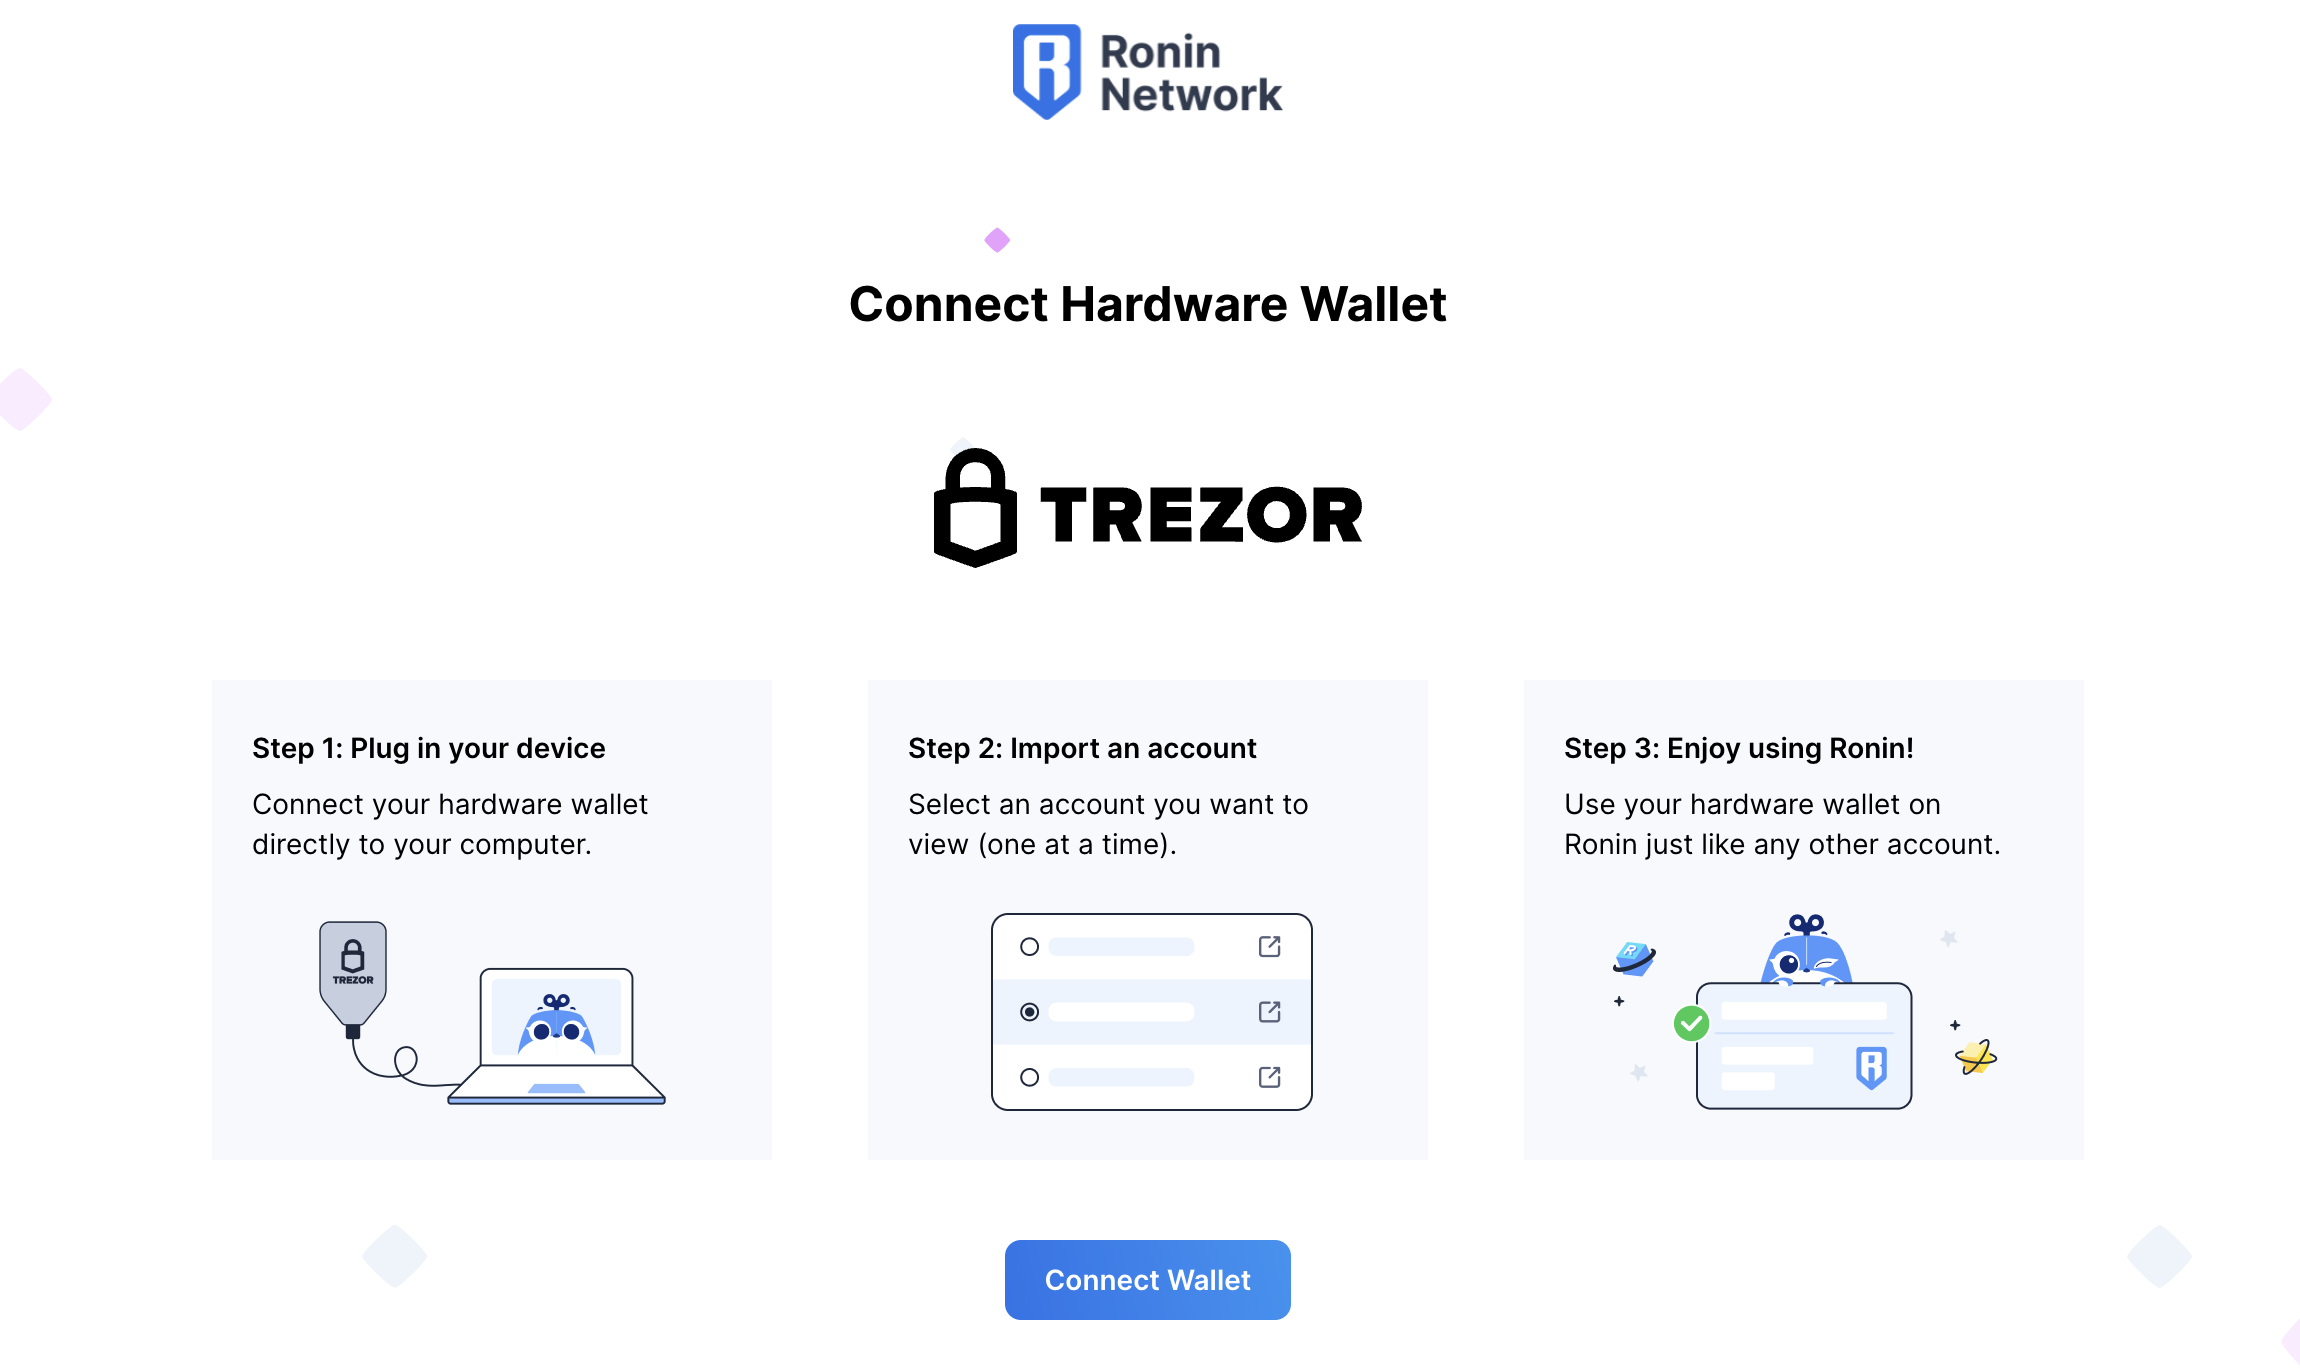 Ronin
Network
Connect Hardware Wallet
TREZOR
Step 1: Plug in your device
Connect your hardware wallet
directly to your computer.
TREZOR
Step 2: Import an account
Select an account you want to
view (one at a time).
Step 3: Enjoy using Ronin!
Use your hardware wallet on
Ronin just like any other account.
Connect Wallet